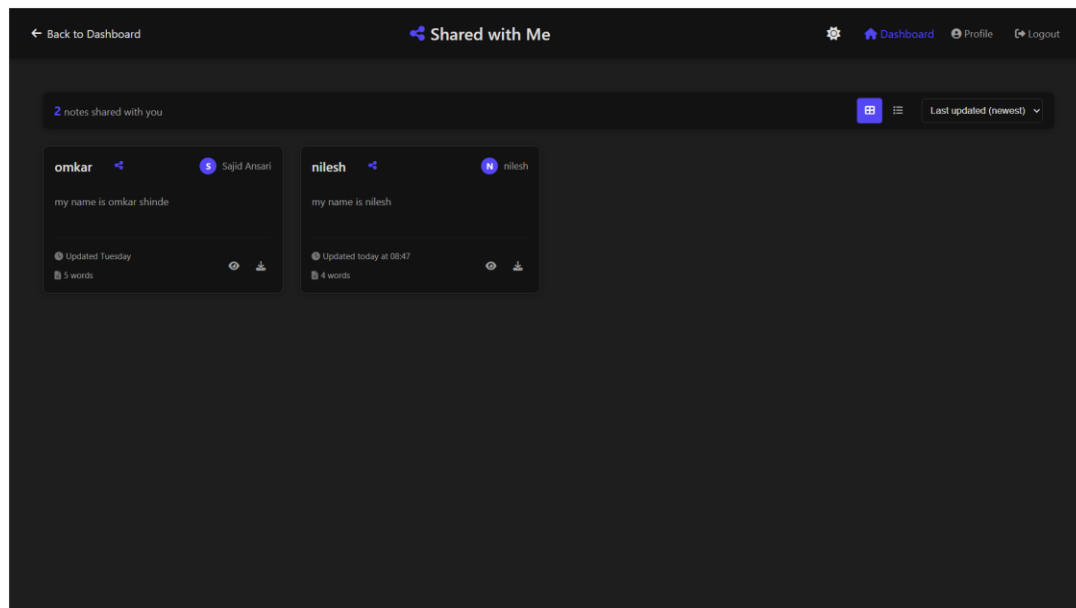 Back to Dashboard
Shared with Me
Dashboard
Profile
Logout
2 notes shared with you
Last updated (newest)
omkar
S
Sajid Ansari
my name is omkar shinde
Updated Tuesday
5 words
nilesh
N
nilesh
my name is nilesh
Updated today at 08:47
4 words